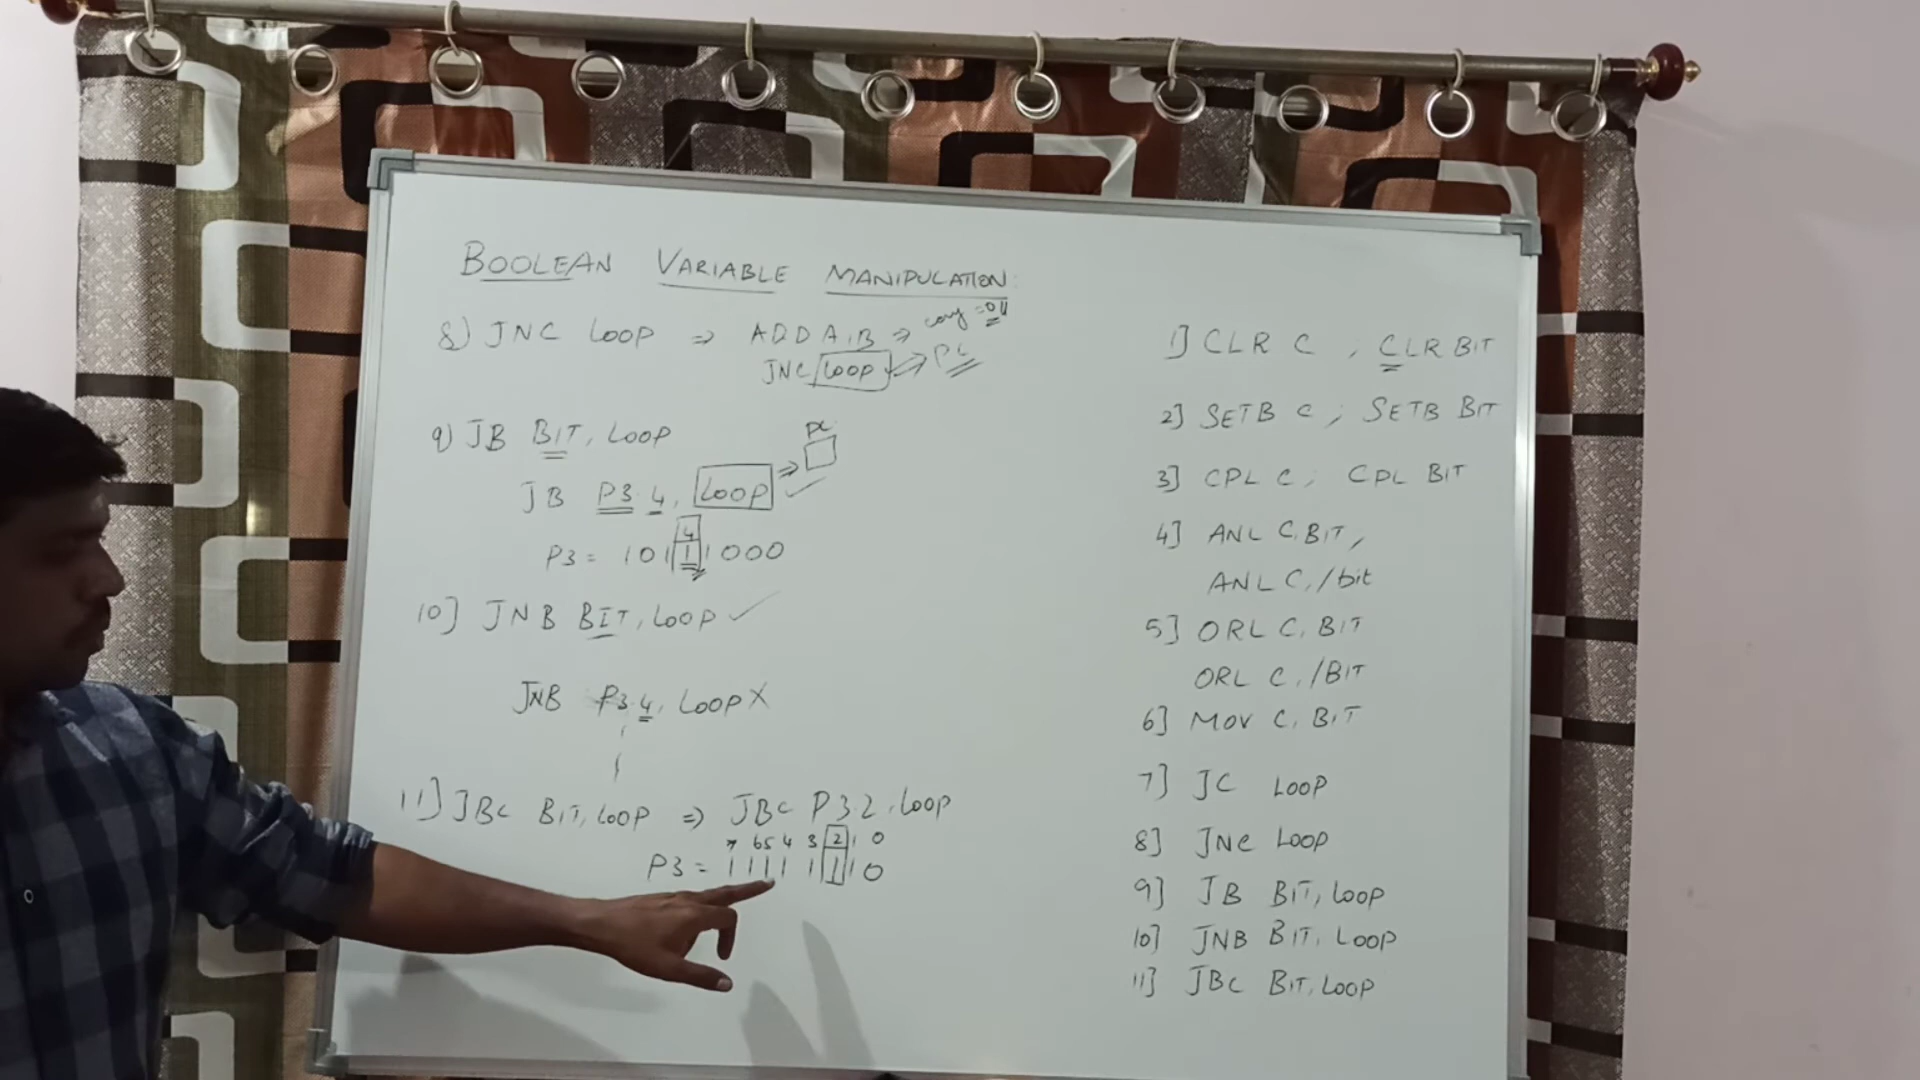 BOOLEAN VARIABLE MANIPULATION:
8) JNC LOOP ⇒ ADD A,B ⇒ carry =
JNC LOOP ⇒ PC
9) JB BIT, LOOP
PC
JB P3.4, LOOP ⇒ ✓
4
P3 = 10111000
10] JNB BIT, LOOP ✓
JNB P3.4, LOOP X
11] JBC BIT, LOOP ⇒ JBC P3.2, LOOP
7 6 5 4 3 2 1 0
P3 = 1 1 1 1 1 1 1 0
1] CLR C ; CLR BIT
2] SETB C ; SETB BIT
3] CPL C ; CPL BIT
4] ANL C, BIT,
ANL C, /bit
5] ORL C, BIT
ORL C, /BIT
6] MOV C, BIT
7] JC LOOP
8] JNC LOOP
9] JB BIT, LOOP
10] JNB BIT, LOOP
11] JBC BIT, LOOP